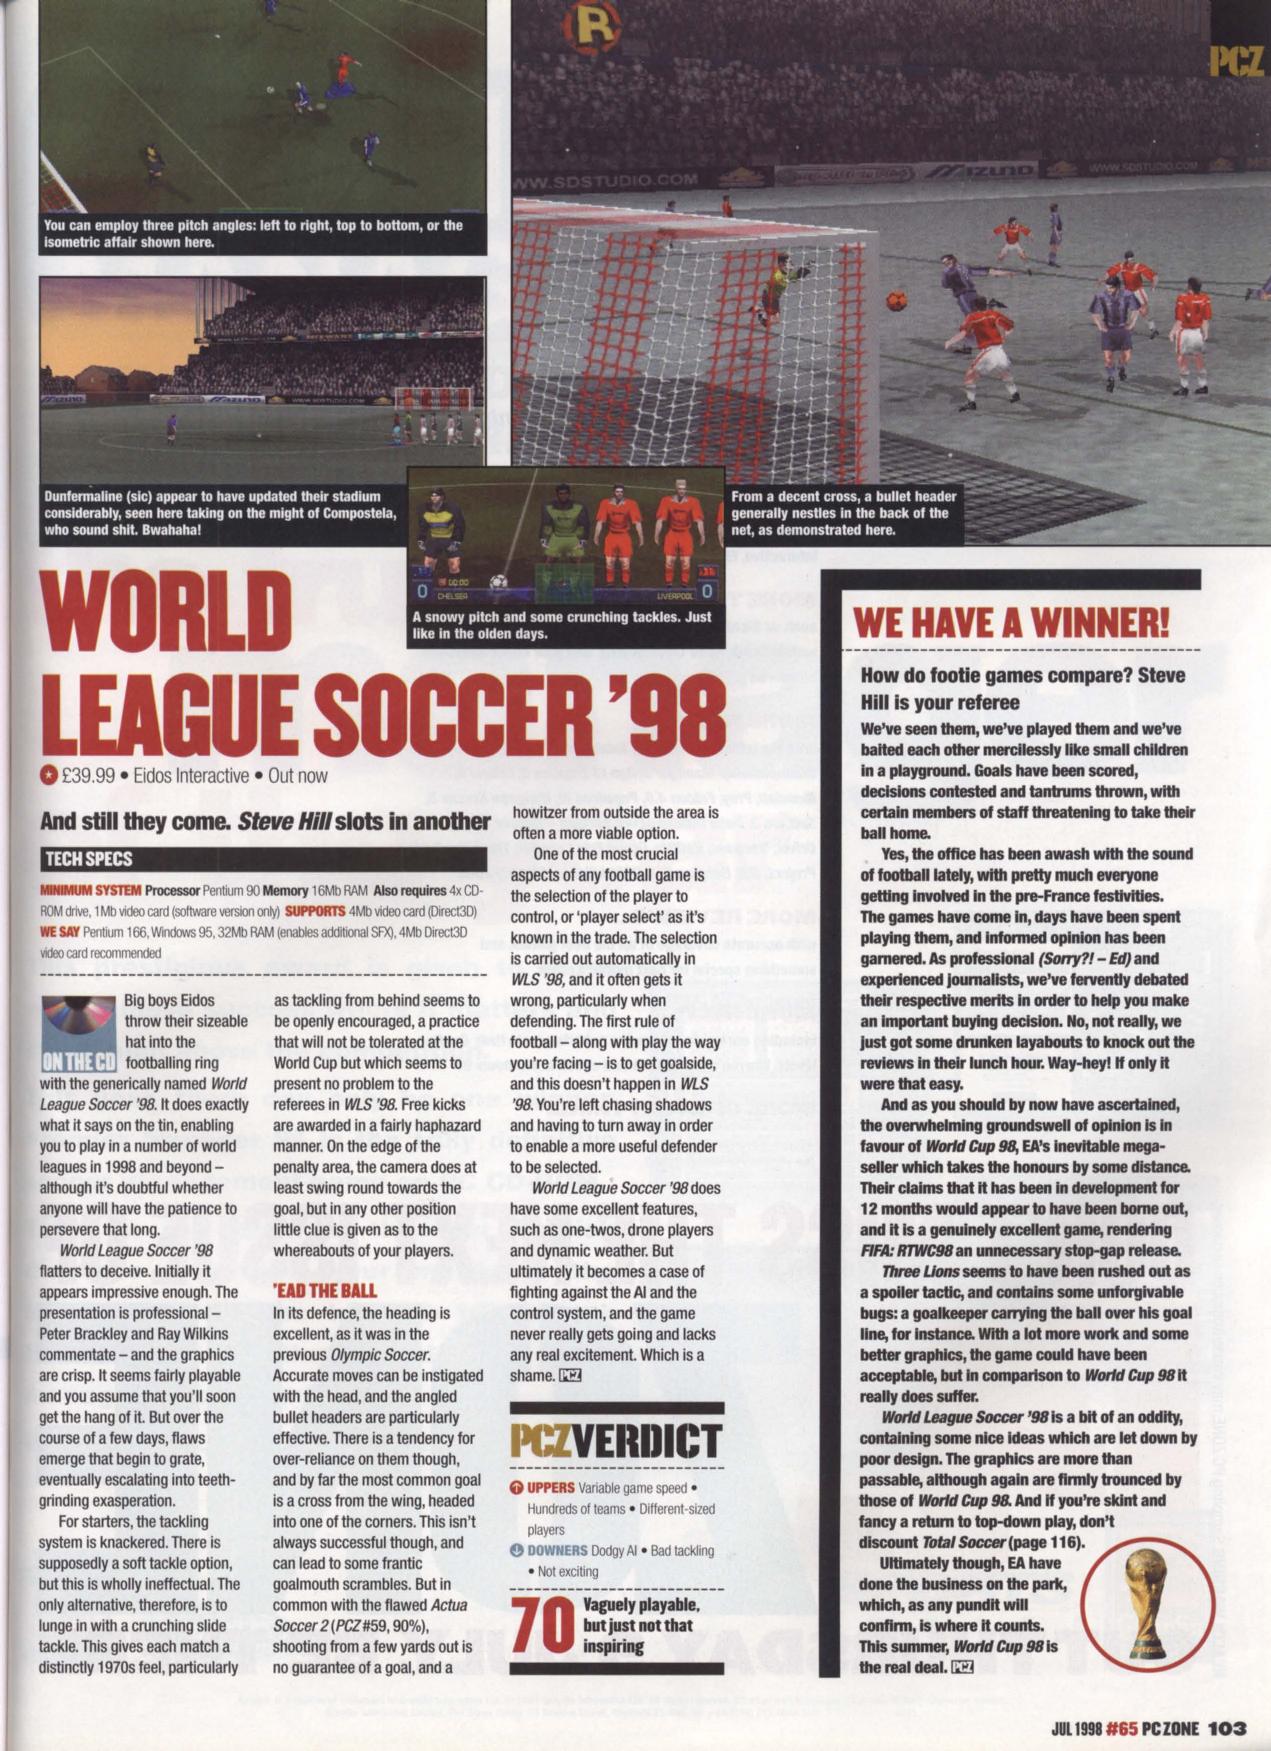 R
PCZ
WWW.SDSTUDIO.COM
MIZUNO
WWW.SDSTUDIO.COM
You can employ three pitch angles: left to right, top to bottom, or the
isometric affair shown here.
Dunfermaline (sic) appear to have updated their stadium
considerably, seen here taking on the might of Compostela,
who sound shit. Bwahaha!
From a decent cross, a bullet header
generally nestles in the back of the
net, as demonstrated here.
0 00:00 0
CHELSEA LIVERPOOL
A snowy pitch and some crunching tackles. Just
like in the olden days.
WORLD
LEAGUE SOCCER ’98
£39.99 • Eidos Interactive • Out now
And still they come. Steve Hill slots in another
TECH SPECS
MINIMUM SYSTEM Processor Pentium 90 Memory 16Mb RAM Also requires 4x CD-
ROM drive, 1Mb video card (software version only) SUPPORTS 4Mb video card (Direct3D)
WE SAY Pentium 166, Windows 95, 32Mb RAM (enables additional SFX), 4Mb Direct3D
video card recommended
ON THE CD
Big boys Eidos
throw their sizeable
hat into the
footballing ring
with the generically named World
League Soccer ’98. It does exactly
what it says on the tin, enabling
you to play in a number of world
leagues in 1998 and beyond –
although it’s doubtful whether
anyone will have the patience to
persevere that long.
World League Soccer ’98
flatters to deceive. Initially it
appears impressive enough. The
presentation is professional –
Peter Brackley and Ray Wilkins
commentate – and the graphics
are crisp. It seems fairly playable
and you assume that you’ll soon
get the hang of it. But over the
course of a few days, flaws
emerge that begin to grate,
eventually escalating into teeth-
grinding exasperation.
For starters, the tackling
system is knackered. There is
supposedly a soft tackle option,
but this is wholly ineffectual. The
only alternative, therefore, is to
lunge in with a crunching slide
tackle. This gives each match a
distinctly 1970s feel, particularly
as tackling from behind seems to
be openly encouraged, a practice
that will not be tolerated at the
World Cup but which seems to
present no problem to the
referees in WLS ’98. Free kicks
are awarded in a fairly haphazard
manner. On the edge of the
penalty area, the camera does at
least swing round towards the
goal, but in any other position
little clue is given as to the
whereabouts of your players.
’EAD THE BALL
In its defence, the heading is
excellent, as it was in the
previous Olympic Soccer.
Accurate moves can be instigated
with the head, and the angled
bullet headers are particularly
effective. There is a tendency for
over-reliance on them though,
and by far the most common goal
is a cross from the wing, headed
into one of the corners. This isn’t
always successful though, and
can lead to some frantic
goalmouth scrambles. But in
common with the flawed Actua
Soccer 2 (PCZ #59, 90%),
shooting from a few yards out is
no guarantee of a goal, and a
howitzer from outside the area is
often a more viable option.
One of the most crucial
aspects of any football game is
the selection of the player to
control, or ‘player select’ as it’s
known in the trade. The selection
is carried out automatically in
WLS ’98, and it often gets it
wrong, particularly when
defending. The first rule of
football – along with play the way
you’re facing – is to get goalside,
and this doesn’t happen in WLS
’98. You’re left chasing shadows
and having to turn away in order
to enable a more useful defender
to be selected.
World League Soccer ’98 does
have some excellent features,
such as one-twos, drone players
and dynamic weather. But
ultimately it becomes a case of
fighting against the AI and the
control system, and the game
never really gets going and lacks
any real excitement. Which is a
shame. PCZ
PCZVERDICT
UPPERS Variable game speed •
Hundreds of teams • Different-sized
players
DOWNERS Dodgy AI • Bad tackling
• Not exciting
70 Vaguely playable,
but just not that
inspiring
WE HAVE A WINNER!
How do footie games compare? Steve
Hill is your referee
We’ve seen them, we’ve played them and we’ve
baited each other mercilessly like small children
in a playground. Goals have been scored,
decisions contested and tantrums thrown, with
certain members of staff threatening to take their
ball home.
Yes, the office has been awash with the sound
of football lately, with pretty much everyone
getting involved in the pre-France festivities.
The games have come in, days have been spent
playing them, and informed opinion has been
garnered. As professional (Sorry?! – Ed) and
experienced journalists, we’ve fervently debated
their respective merits in order to help you make
an important buying decision. No, not really, we
just got some drunken layabouts to knock out the
reviews in their lunch hour. Way-hey! If only it
were that easy.
And as you should by now have ascertained,
the overwhelming groundswell of opinion is in
favour of World Cup 98, EA’s inevitable mega-
seller which takes the honours by some distance.
Their claims that it has been in development for
12 months would appear to have been borne out,
and it is a genuinely excellent game, rendering
FIFA: RTWC98 an unnecessary stop-gap release.
Three Lions seems to have been rushed out as
a spoiler tactic, and contains some unforgivable
bugs: a goalkeeper carrying the ball over his goal
line, for instance. With a lot more work and some
better graphics, the game could have been
acceptable, but in comparison to World Cup 98 it
really does suffer.
World League Soccer ’98 is a bit of an oddity,
containing some nice ideas which are let down by
poor design. The graphics are more than
passable, although again are firmly trounced by
those of World Cup 98. And if you’re skint and
fancy a return to top-down play, don’t
discount Total Soccer (page 116).
Ultimately though, EA have
done the business on the park,
which, as any pundit will
confirm, is where it counts.
This summer, World Cup 98 is
the real deal. PCZ
JUL 1998 #65 PC ZONE 103